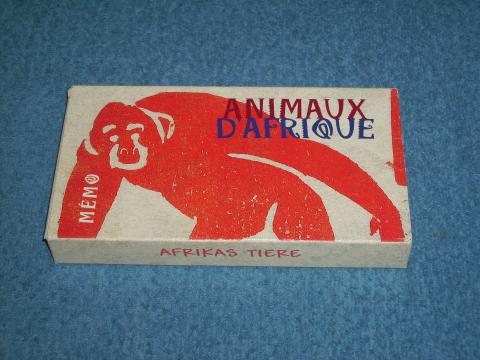 ANIMAUX
D'AFRIQUE
MÉMO
AFRIKAS TIERE